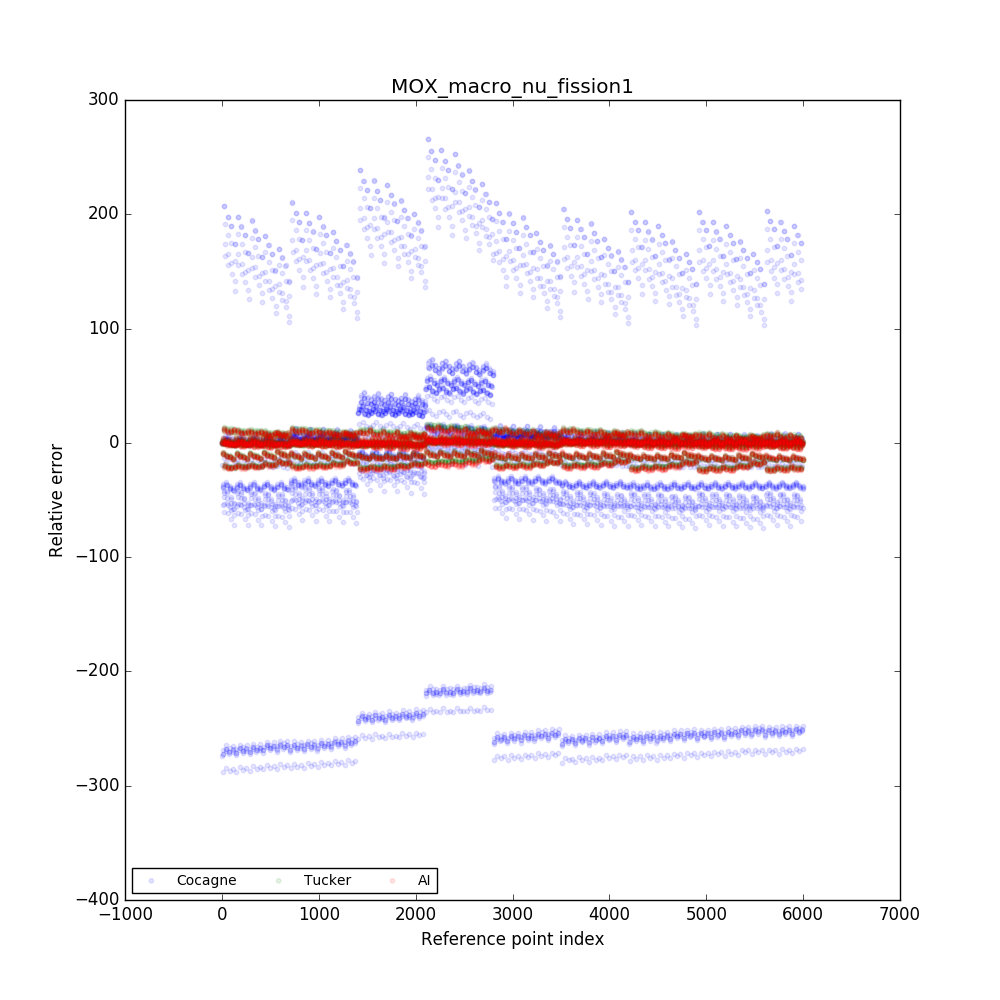 MOX_macro_nu_fission1
300
200
100
0
−100
−200
−300
−400
Relative error
−1000 0 1000 2000 3000 4000 5000 6000 7000
Reference point index
Cocagne Tucker AI